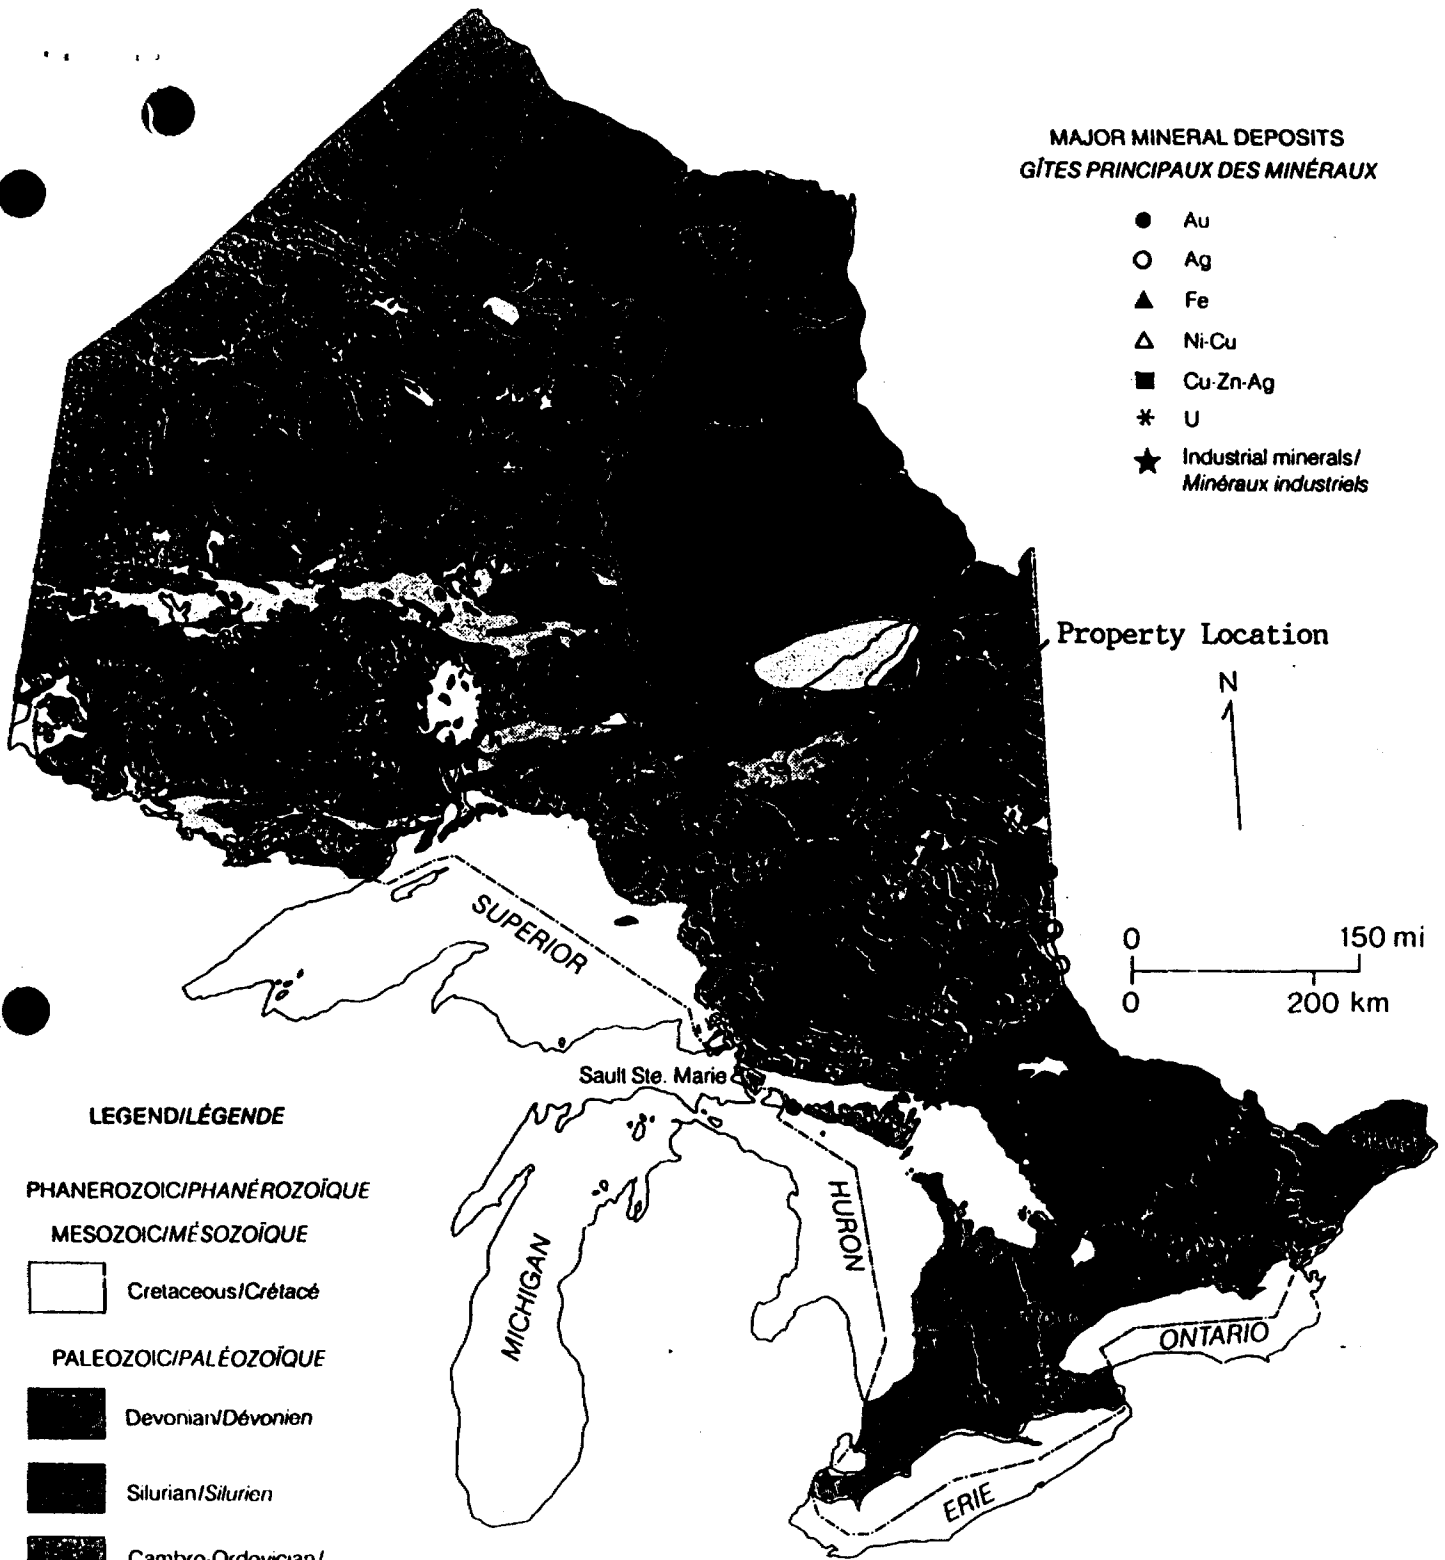 MAJOR MINERAL DEPOSITS
GÎTES PRINCIPAUX DES MINÉRAUX
Au
Ag
Fe
Ni-Cu
Cu-Zn-Ag
U
Industrial minerals/
Minéraux industriels
Property Location
N
0 150 mi
0 200 km
SUPERIOR
Sault Ste. Marie
HURON
MICHIGAN
ONTARIO
ERIE
LEGEND/LÉGENDE
PHANEROZOIC/PHANÉROZOÏQUE
MESOZOIC/MÉSOZOÏQUE
Cretaceous/Crétacé
PALEOZOIC/PALÉOZOÏQUE
Devonian/Dévonien
Silurian/Silurien
Cambro-Ordovician/